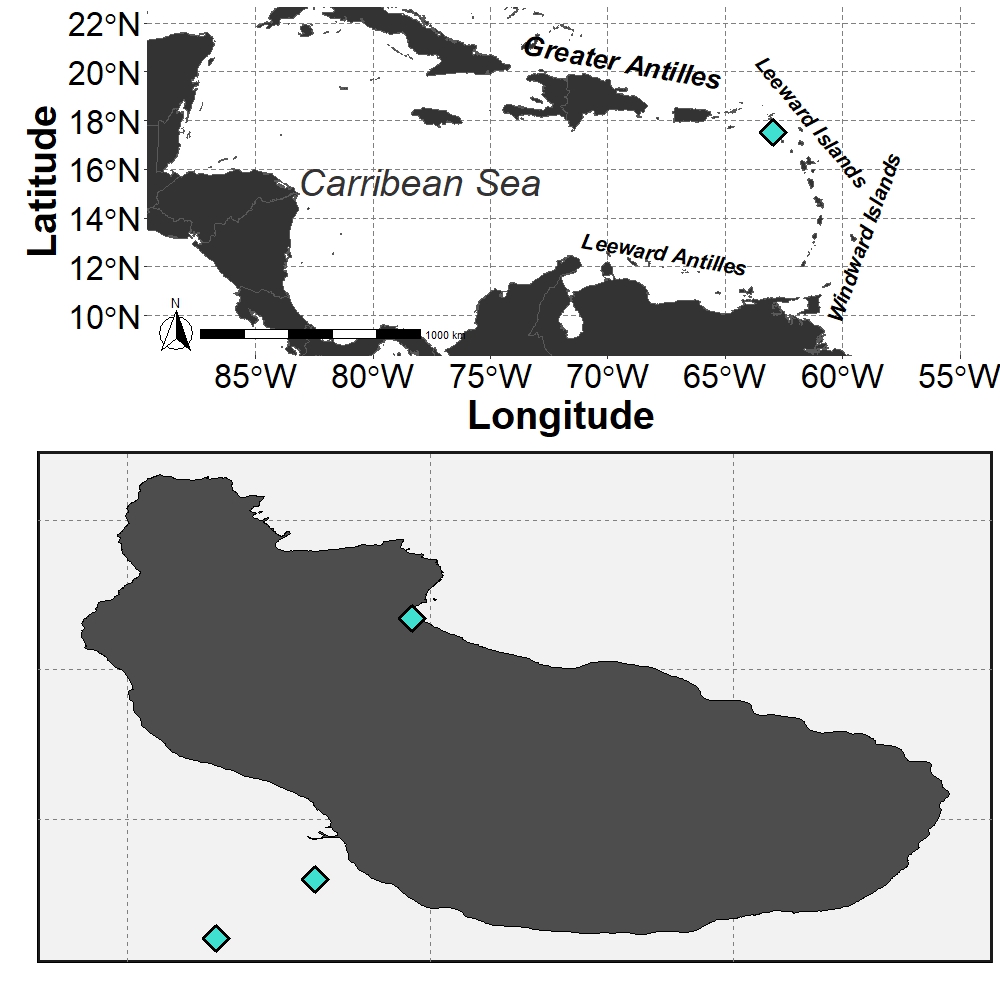 22°N
20°N
18°N
16°N
14°N
12°N
10°N
Latitude
Greater Antilles
Leeward Islands
Carribean Sea
Windward Islands
Leeward Antilles
N
1000 km
85°W 80°W 75°W 70°W 65°W 60°W 55°W
Longitude